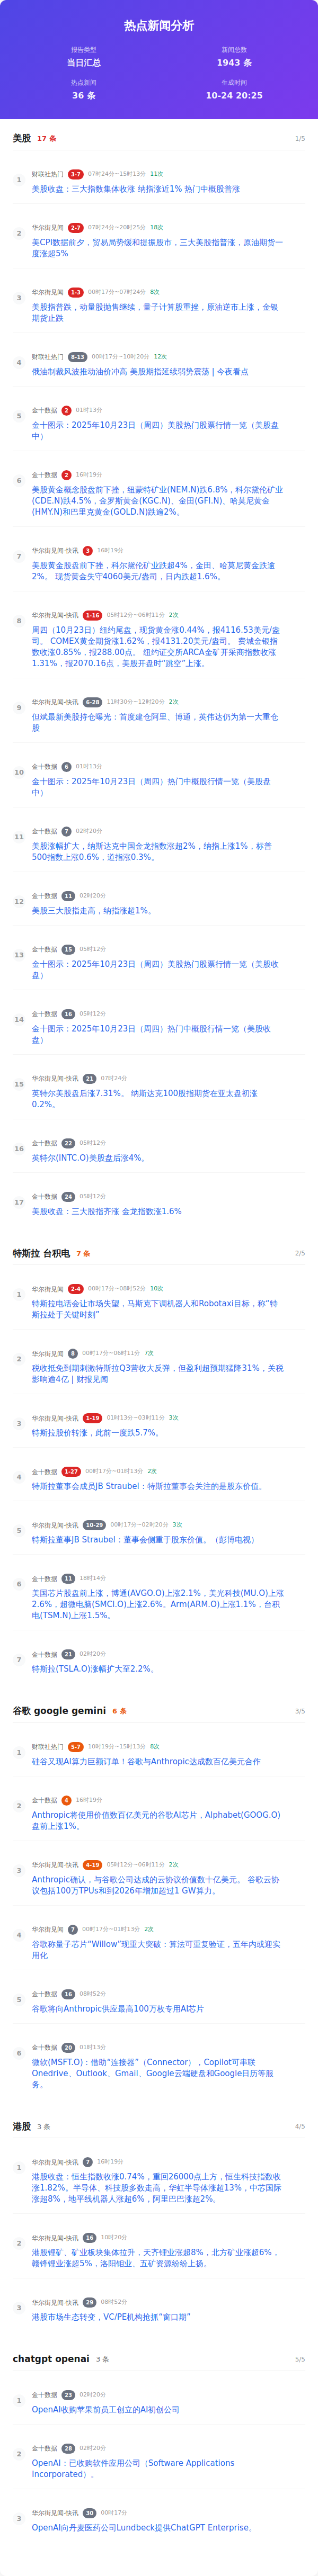 热点新闻分析
报告类型
当日汇总
新闻总数
1943 条
热点新闻
36 条
生成时间
10-24 20:25
美股 17 条 1/5
1
财联社热门 3-7 07时24分~15时13分 11次
美股收盘：三大指数集体收涨 纳指涨近1% 热门中概股普涨
2
华尔街见闻 2-7 07时24分~20时25分 18次
美CPI数据前夕，贸易局势缓和提振股市，三大美股指普涨，原油期货一
度涨超5%
3
华尔街见闻 1-3 00时17分~07时24分 8次
美股指普跌，动量股抛售继续，量子计算股重挫，原油逆市上涨，金银
期货止跌
4
财联社热门 8-13 00时17分~10时20分 12次
俄油制裁风波推动油价冲高 美股期指延续弱势震荡 | 今夜看点
5
金十数据 2 01时13分
金十图示：2025年10月23日（周四）美股热门股票行情一览（美股盘
中）
6
金十数据 2 16时19分
美股黄金概念股盘前下挫，纽蒙特矿业(NEM.N)跌6.8%，科尔黛伦矿业
(CDE.N)跌4.5%，金罗斯黄金(KGC.N)、金田(GFI.N)、哈莫尼黄金
(HMY.N)和巴里克黄金(GOLD.N)跌逾2%。
7
华尔街见闻-快讯 3 16时19分
美股黄金股盘前下挫，科尔黛伦矿业跌超4%，金田、哈莫尼黄金跌逾
2%。 现货黄金失守4060美元/盎司，日内跌超1.6%。
8
华尔街见闻-快讯 1-16 05时12分~06时11分 2次
周四（10月23日）纽约尾盘，现货黄金涨0.44%，报4116.53美元/盎
司。 COMEX黄金期货涨1.62%，报4131.20美元/盎司。 费城金银指
数收涨0.85%，报288.00点。 纽约证交所ARCA金矿开采商指数收涨
1.31%，报2070.16点，美股开盘时“跳空”上涨。
9
华尔街见闻-快讯 6-28 11时30分~12时20分 2次
但斌最新美股持仓曝光：首度建仓阿里、博通，英伟达仍为第一大重仓
股
10
金十数据 6 01时13分
金十图示：2025年10月23日（周四）热门中概股行情一览（美股盘
中）
11
金十数据 7 02时20分
美股涨幅扩大，纳斯达克中国金龙指数涨超2%，纳指上涨1%，标普
500指数上涨0.6%，道指涨0.3%。
12
金十数据 11 02时20分
美股三大股指走高，纳指涨超1%。
13
金十数据 15 05时12分
金十图示：2025年10月23日（周四）美股热门股票行情一览（美股收
盘）
14
金十数据 16 05时12分
金十图示：2025年10月23日（周四）热门中概股行情一览（美股收
盘）
15
华尔街见闻-快讯 21 07时24分
英特尔美股盘后涨7.31%。 纳斯达克100股指期货在亚太盘初涨
0.2%。
16
金十数据 22 05时12分
英特尔(INTC.O)美股盘后涨4%。
17
金十数据 24 05时12分
美股收盘：三大股指齐涨 金龙指数涨1.6%
特斯拉 台积电 7 条 2/5
1
华尔街见闻 2-4 00时17分~08时52分 10次
特斯拉电话会让市场失望，马斯克下调机器人和Robotaxi目标，称“特
斯拉处于关键时刻”
2
华尔街见闻 8 00时17分~06时11分 7次
税收抵免到期刺激特斯拉Q3营收大反弹，但盈利超预期猛降31%，关税
影响逾4亿 | 财报见闻
3
华尔街见闻-快讯 1-19 01时13分~03时11分 3次
特斯拉股价转涨，此前一度跌5.7%。
4
金十数据 1-27 00时17分~01时13分 2次
特斯拉董事会成员JB Straubel：特斯拉董事会关注的是股东价值。
5
华尔街见闻-快讯 10-29 00时17分~02时20分 3次
特斯拉董事JB Straubel：董事会侧重于股东价值。（彭博电视）
6
金十数据 11 18时14分
美国芯片股盘前上涨，博通(AVGO.O)上涨2.1%，美光科技(MU.O)上涨
2.6%，超微电脑(SMCI.O)上涨2.6%。Arm(ARM.O)上涨1.1%，台积
电(TSM.N)上涨1.5%。
7
金十数据 21 02时20分
特斯拉(TSLA.O)涨幅扩大至2.2%。
谷歌 google gemini 6 条 3/5
1
财联社热门 5-7 10时19分~15时13分 8次
硅谷又现AI算力巨额订单！谷歌与Anthropic达成数百亿美元合作
2
金十数据 4 16时19分
Anthropic将使用价值数百亿美元的谷歌AI芯片，Alphabet(GOOG.O)
盘前上涨1%。
3
华尔街见闻-快讯 4-19 05时12分~06时11分 2次
Anthropic确认，与谷歌公司达成的云协议价值数十亿美元。 谷歌云协
议包括100万TPUs和到2026年增加超过1 GW算力。
4
华尔街见闻 7 00时17分~01时13分 2次
谷歌称量子芯片“Willow”现重大突破：算法可重复验证，五年内或迎实
用化
5
金十数据 16 08时52分
谷歌将向Anthropic供应最高100万枚专用AI芯片
6
金十数据 20 01时13分
微软(MSFT.O)：借助“连接器”（Connector），Copilot可串联
Onedrive、Outlook、Gmail、Google云端硬盘和Google日历等服
务。
港股 3 条 4/5
1
华尔街见闻-快讯 7 16时19分
港股收盘：恒生指数收涨0.74%，重回26000点上方，恒生科技指数收
涨1.82%。半导体、科技股多数走高，华虹半导体涨超13%，中芯国际
涨超8%，地平线机器人涨超6%，阿里巴巴涨超2%。
2
华尔街见闻-快讯 16 10时20分
港股锂矿、矿业板块集体拉升，天齐锂业涨超8%，北方矿业涨超6%，
赣锋锂业涨超5%，洛阳钼业、五矿资源纷纷上扬。
3
华尔街见闻-快讯 29 08时52分
港股市场生态转变，VC/PE机构抢抓“窗口期”
chatgpt openai 3 条 5/5
1
金十数据 23 02时20分
OpenAI收购苹果前员工创立的AI初创公司
2
金十数据 28 02时20分
OpenAI：已收购软件应用公司（Software Applications
Incorporated）。
3
华尔街见闻-快讯 30 00时17分
OpenAI向丹麦医药公司Lundbeck提供ChatGPT Enterprise。